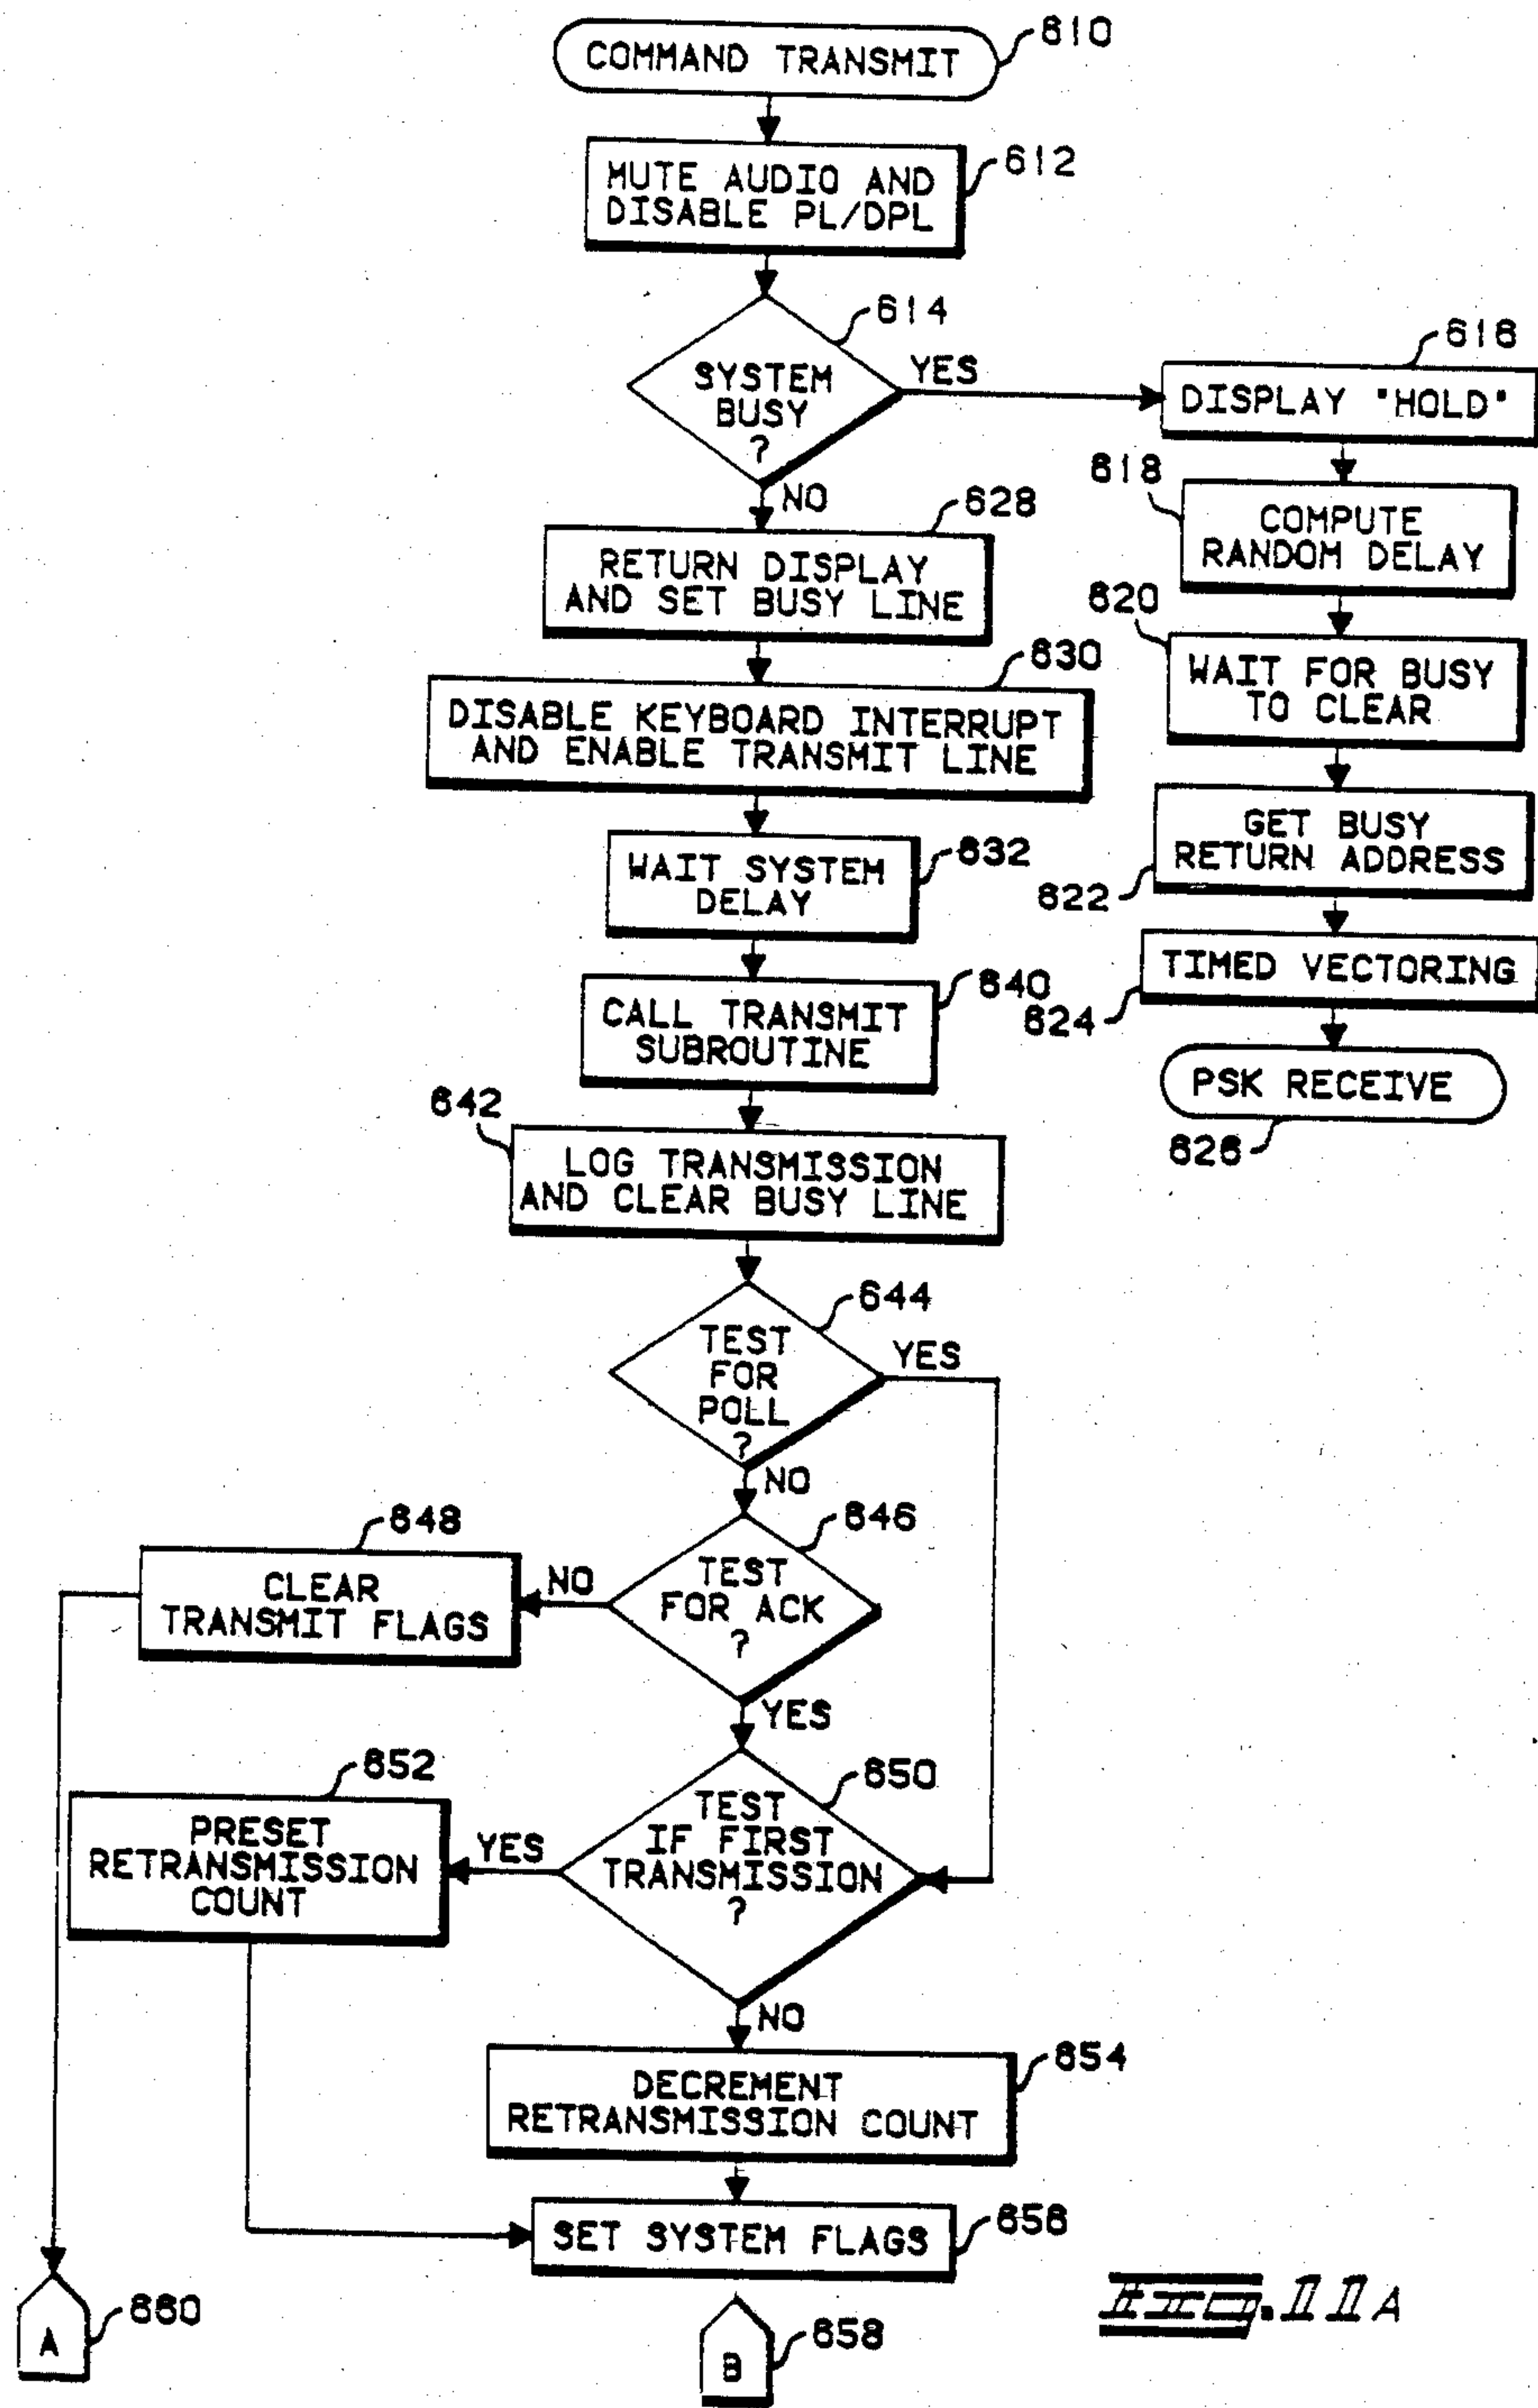 COMMAND TRANSMIT
610
MUTE AUDIO AND
DISABLE PL/DPL
612
SYSTEM
BUSY
?
614
YES
NO
DISPLAY "HOLD"
616
618
COMPUTE
RANDOM DELAY
620
WAIT FOR BUSY
TO CLEAR
GET BUSY
RETURN ADDRESS
622
TIMED VECTORING
624
PSK RECEIVE
626
628
RETURN DISPLAY
AND SET BUSY LINE
630
DISABLE KEYBOARD INTERRUPT
AND ENABLE TRANSMIT LINE
WAIT SYSTEM
DELAY
632
CALL TRANSMIT
SUBROUTINE
640
642
LOG TRANSMISSION
AND CLEAR BUSY LINE
644
TEST
FOR
POLL
?
YES
NO
646
TEST
FOR ACK
?
NO
YES
648
CLEAR
TRANSMIT FLAGS
650
TEST
IF FIRST
TRANSMISSION
?
YES
NO
652
PRESET
RETRANSMISSION
COUNT
654
DECREMENT
RETRANSMISSION COUNT
SET SYSTEM FLAGS
656
A
660
B
658
FIG. 11A